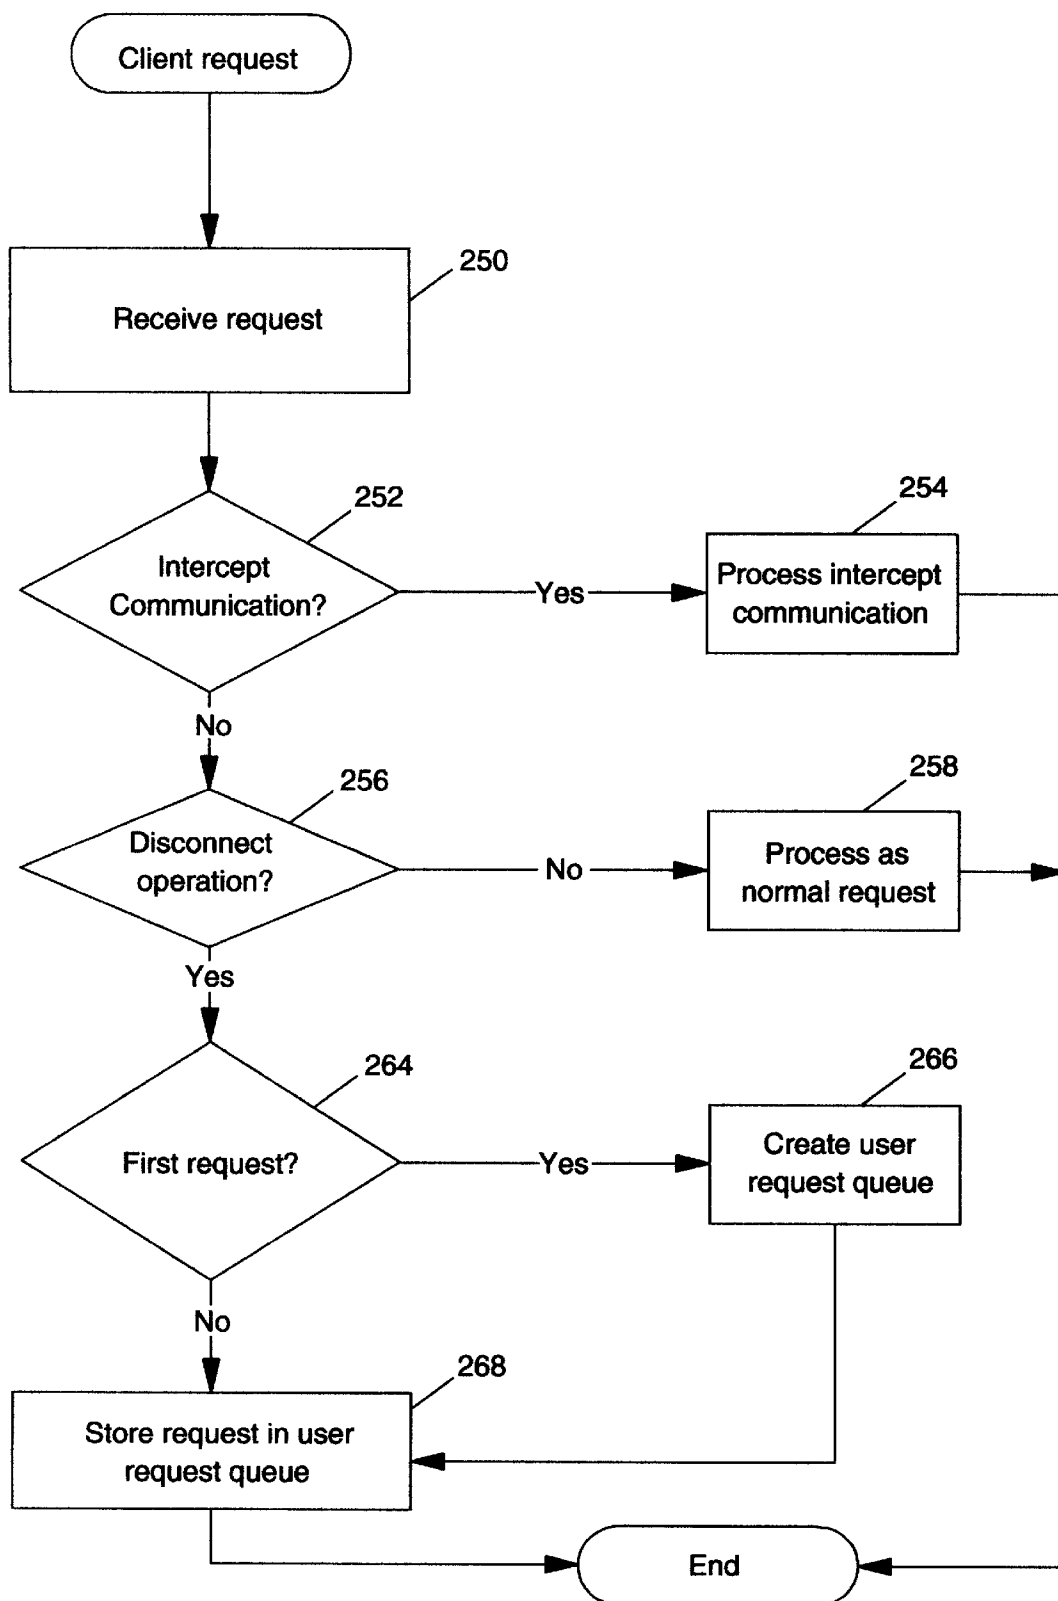 Client request
250
Receive request
252
Intercept
Communication?
Yes
254
Process intercept
communication
No
256
Disconnect
operation?
No
258
Process as
normal request
Yes
264
First request?
Yes
266
Create user
request queue
No
268
Store request in user
request queue
End